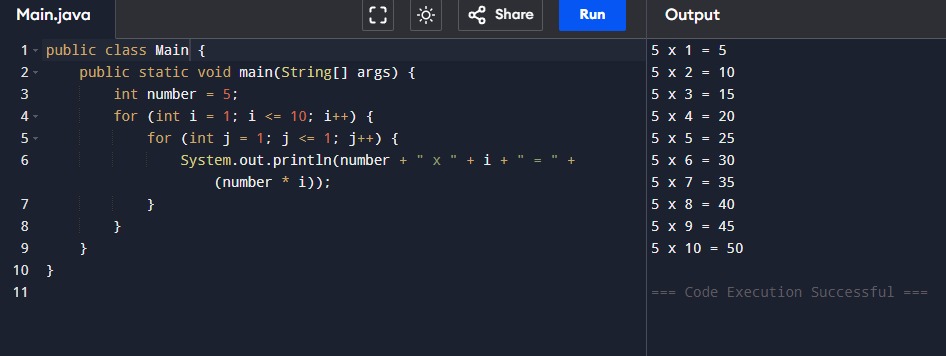 Main.java Share Run Output
1 public class Main {
2 public static void main(String[] args) {
3 int number = 5;
4 for (int i = 1; i <= 10; i++) {
5 for (int j = 1; j <= 1; j++) {
6 System.out.println(number + " x " + i + " = " +
(number * i));
7 }
8 }
9 }
10 }
11
5 x 1 = 5
5 x 2 = 10
5 x 3 = 15
5 x 4 = 20
5 x 5 = 25
5 x 6 = 30
5 x 7 = 35
5 x 8 = 40
5 x 9 = 45
5 x 10 = 50
=== Code Execution Successful ===